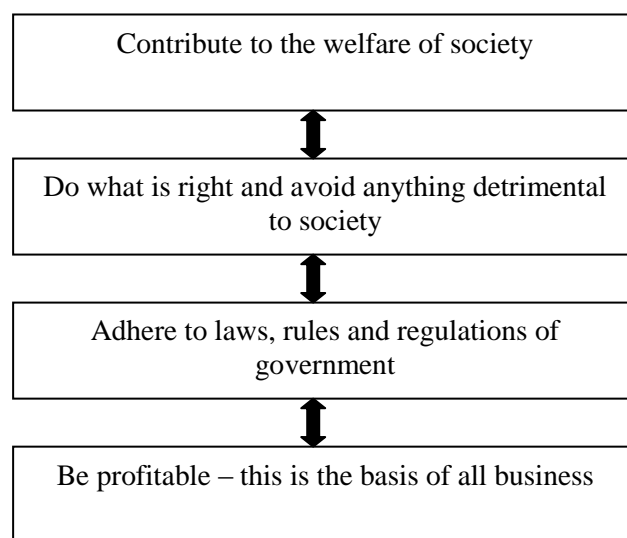 Contribute to the welfare of society
Do what is right and avoid anything detrimental
to society
Adhere to laws, rules and regulations of
government
Be profitable – this is the basis of all business